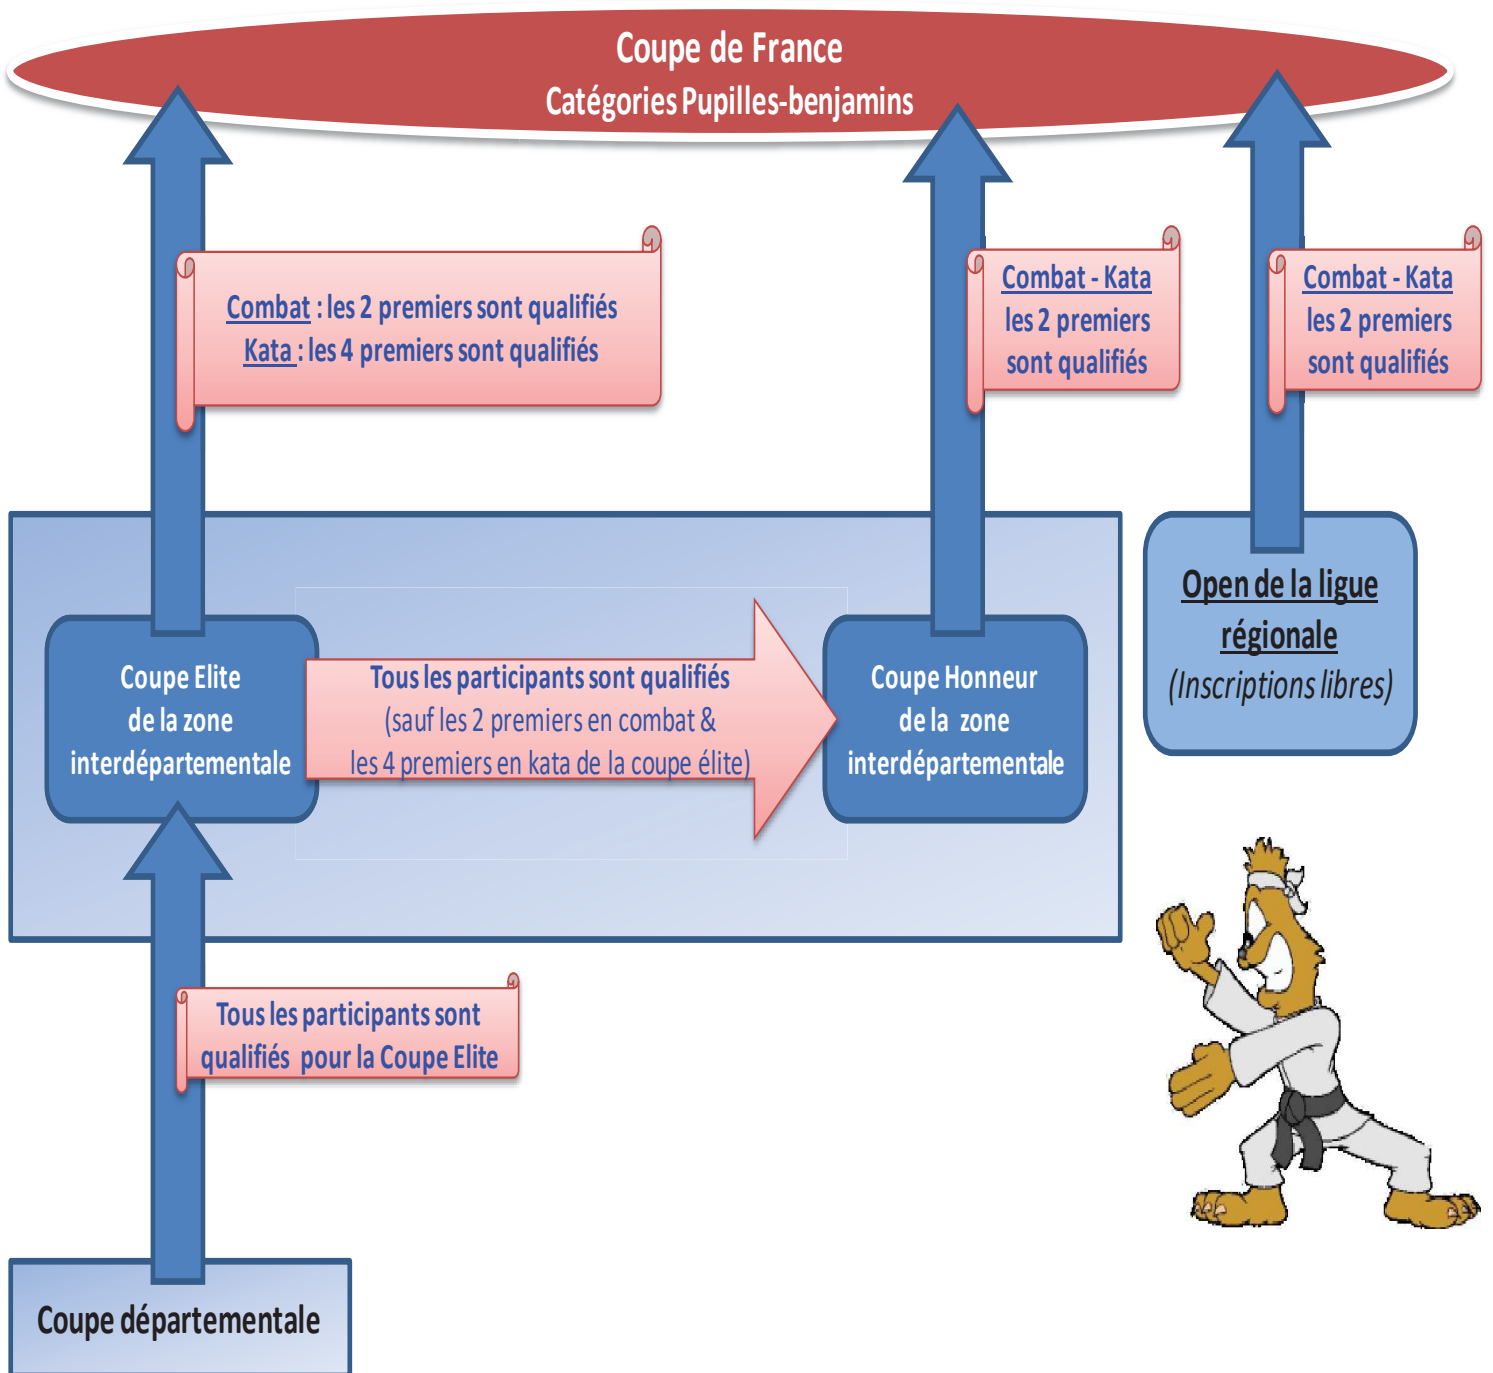 Coupe de France
Catégories Pupilles-benjamins
Combat : les 2 premiers sont qualifiés
Kata : les 4 premiers sont qualifiés
Combat - Kata
les 2 premiers
sont qualifiés
Combat - Kata
les 2 premiers
sont qualifiés
Open de la ligue
régionale
(Inscriptions libres)
Coupe Elite
de la zone
interdépartementale
Tous les participants sont qualifiés
(sauf les 2 premiers en combat &
les 4 premiers en kata de la coupe élite)
Coupe Honneur
de la zone
interdépartementale
Tous les participants sont
qualifiés pour la Coupe Elite
Coupe départementale